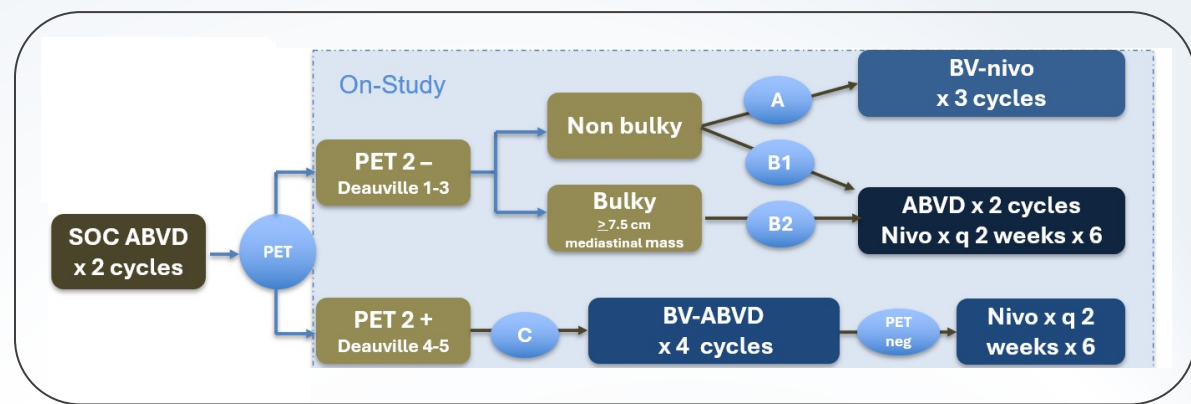 On-Study
SOC ABVD
x 2 cycles
PET
PET 2 –
Deauville 1-3
Non bulky
Bulky
≥7.5 cm
mediastinal mass
A
B1
B2
BV-nivo
x 3 cycles
ABVD x 2 cycles
Nivo x q 2 weeks x 6
PET 2 +
Deauville 4-5
C
BV-ABVD
x 4 cycles
PET
neg
Nivo x q 2
weeks x 6